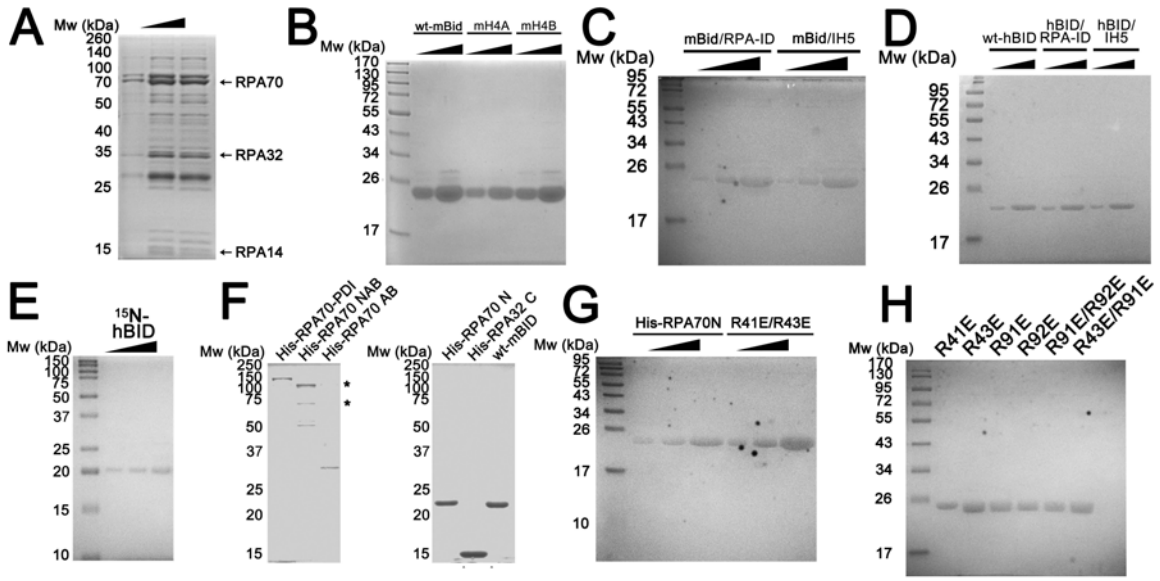 A
Mw (kDa)
260
140
100
70
50
40
35
25
15
← RPA70
← RPA32
← RPA14
B
wt-mBid mH4A mH4B
Mw (kDa)
170
130
95
72
55
43
34
26
17
C
mBid/RPA-ID mBid/IH5
Mw (kDa)
95
72
55
43
34
26
17
D
wt-hBID hBID/RPA-ID hBID/IH5
Mw (kDa)
95
72
55
43
34
26
17
E
15N-
hBID
Mw (kDa)
150
100
75
50
37
25
20
15
10
F
His-RPA70-PDI
His-RPA70 NAB
His-RPA70 AB
Mw (kDa)
250
150
100
75
50
37
25
20
15
*
*
His-RPA70 N
His-RPA32 C
wt-mBID
Mw (kDa)
250
150
100
75
50
37
25
20
15
G
His-RPA70N R41E/R43E
Mw (kDa)
95
72
55
43
34
26
17
10
H
R41E
R43E
R91E
R92E
R91E/R92E
R43E/R91E
Mw (kDa)
170
130
95
72
55
43
34
26
17